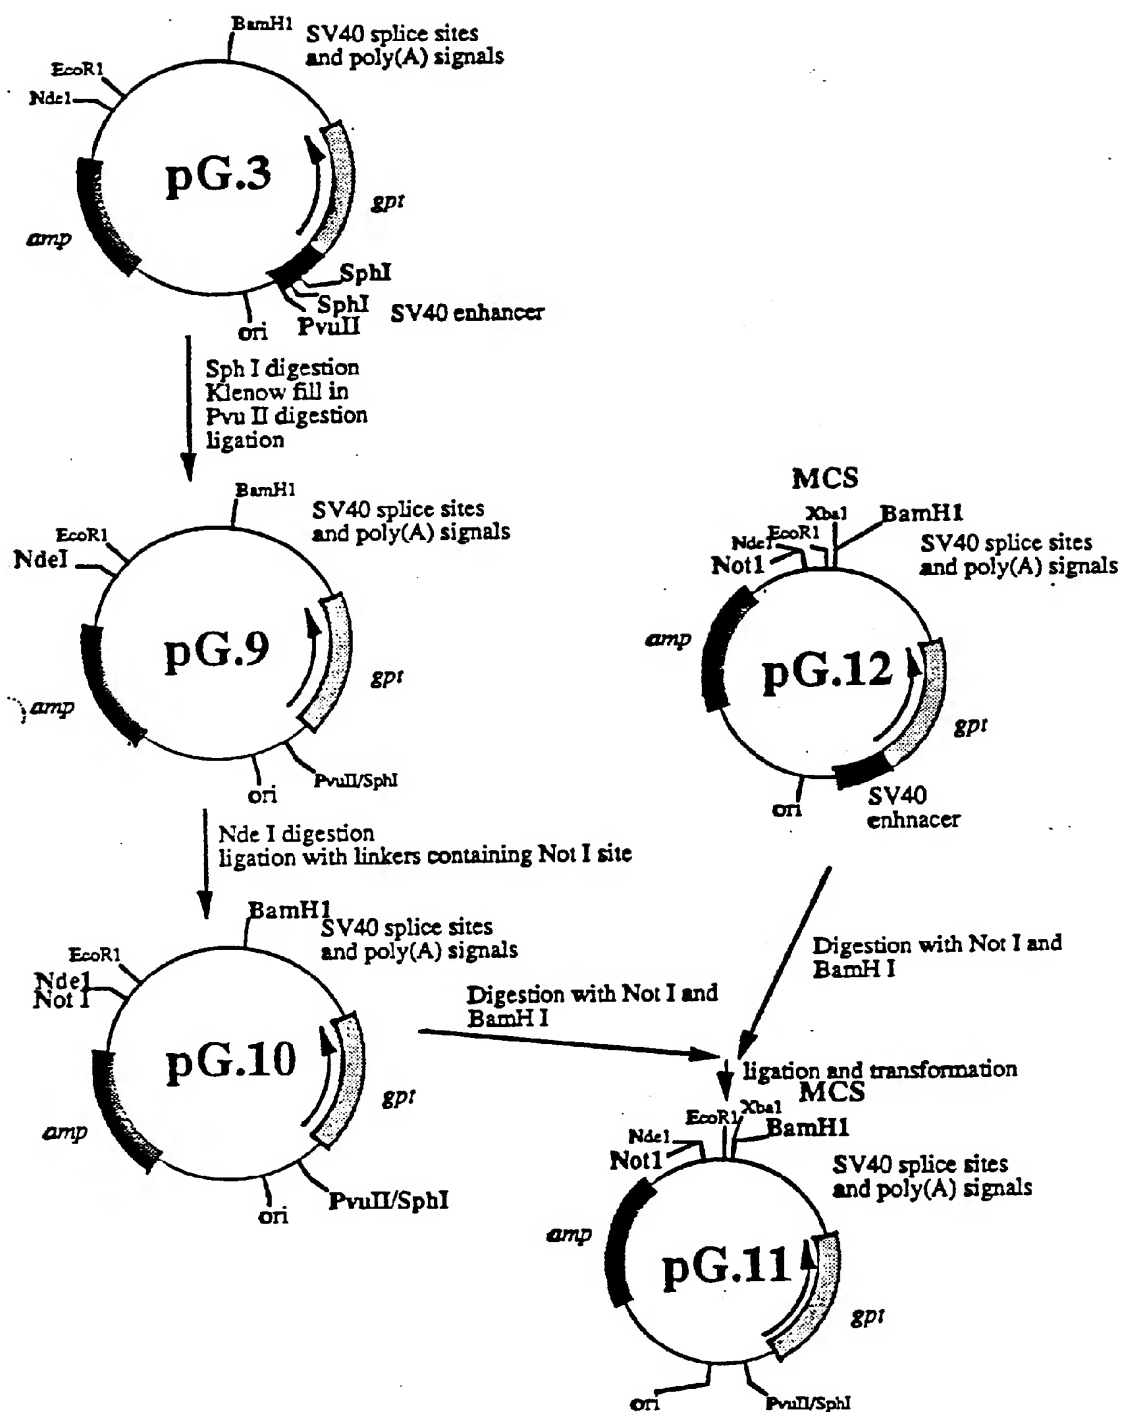 BamH1
SV40 splice sites
and poly(A) signals
EcoR1
Nde1
pG.3
gpt
amp
SphI
SphI
PvuII
SV40 enhancer
ori
Sph I digestion
Klenow fill in
Pvu II digestion
ligation
BamH1
SV40 splice sites
and poly(A) signals
EcoR1
NdeI
pG.9
gpt
amp
PvuII/SphI
ori
MCS
Xba1
BamH1
Nde1
EcoR1
Not1
SV40 splice sites
and poly(A) signals
amp
pG.12
gpt
ori
SV40
enhnacer
Nde I digestion
ligation with linkers containing Not I site
BamH1
SV40 splice sites
and poly(A) signals
EcoR1
Nde1
Not 1
pG.10
gpt
amp
PvuII/SphI
ori
Digestion with Not I and
BamH I
Digestion with Not I and
BamH I
ligation and transformation
MCS
Xba1
EcoR1
BamH1
Nde1
Not1
SV40 splice sites
and poly(A) signals
amp
pG.11
gpt
ori
PvuII/SphI